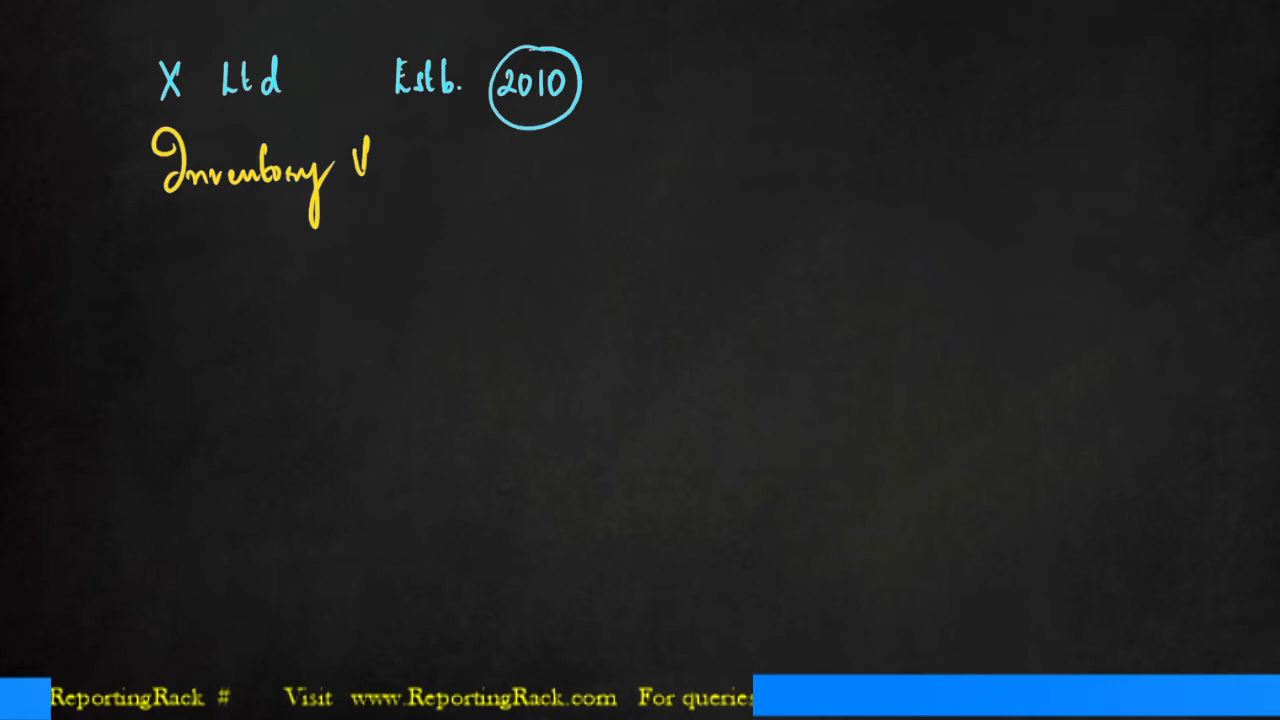 X Ltd Estb. 2010
Inventory V
ReportingRack # Visit www.ReportingRack.com For queries